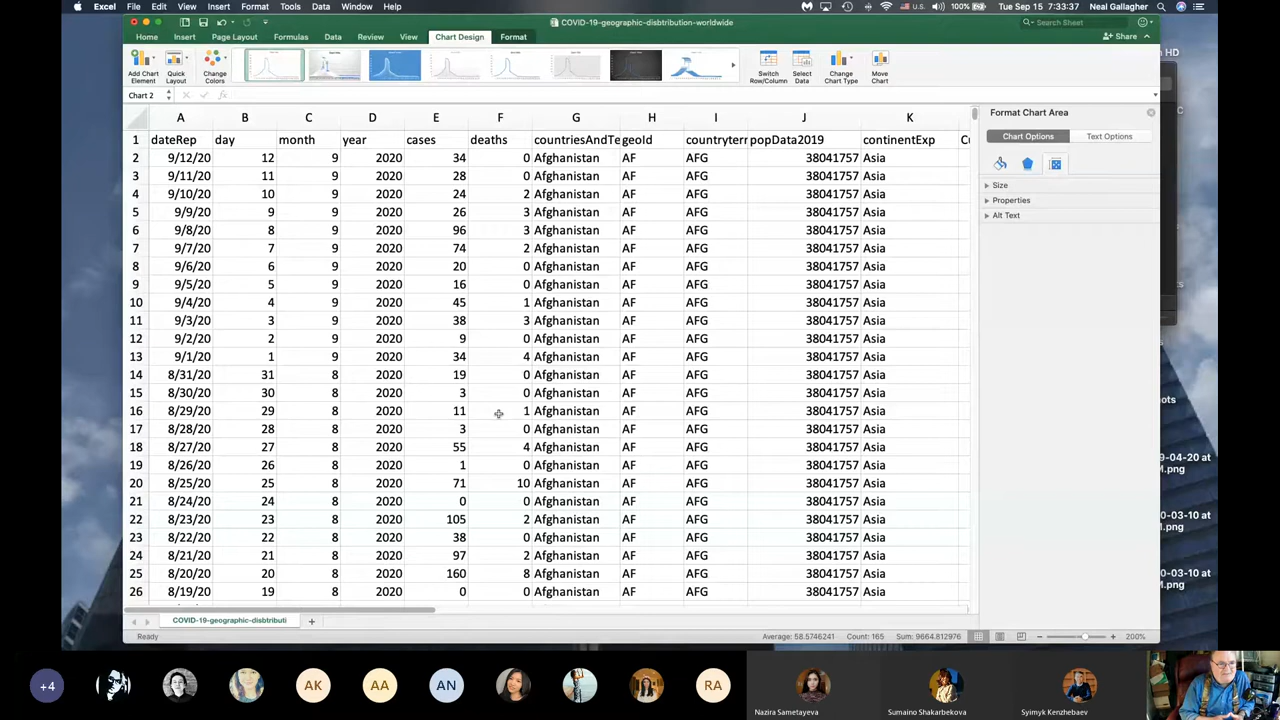 Excel File Edit View Insert Format Tools Data Window Help U.S. 100% Tue Sep 15 7:33:37 Neal Gallagher
COVID-19-geographic-disbtribution-worldwide Search Sheet
Home Insert Page Layout Formulas Data Review View Chart Design Format Share
Add Chart Element Quick Layout Change Colors Switch Row/Column Select Data Change Chart Type Move Chart
Chart 2 fx
A B C D E F G H I J K
1 dateRep day month year cases deaths countriesAndTe geoId countryterr popData2019 continentExp
2 9/12/20 12 9 2020 34 0 Afghanistan AF AFG 38041757 Asia
3 9/11/20 11 9 2020 28 0 Afghanistan AF AFG 38041757 Asia
4 9/10/20 10 9 2020 24 2 Afghanistan AF AFG 38041757 Asia
5 9/9/20 9 9 2020 26 3 Afghanistan AF AFG 38041757 Asia
6 9/8/20 8 9 2020 96 3 Afghanistan AF AFG 38041757 Asia
7 9/7/20 7 9 2020 74 2 Afghanistan AF AFG 38041757 Asia
8 9/6/20 6 9 2020 20 0 Afghanistan AF AFG 38041757 Asia
9 9/5/20 5 9 2020 16 0 Afghanistan AF AFG 38041757 Asia
10 9/4/20 4 9 2020 45 1 Afghanistan AF AFG 38041757 Asia
11 9/3/20 3 9 2020 38 3 Afghanistan AF AFG 38041757 Asia
12 9/2/20 2 9 2020 9 0 Afghanistan AF AFG 38041757 Asia
13 9/1/20 1 9 2020 34 4 Afghanistan AF AFG 38041757 Asia
14 8/31/20 31 8 2020 19 0 Afghanistan AF AFG 38041757 Asia
15 8/30/20 30 8 2020 3 0 Afghanistan AF AFG 38041757 Asia
16 8/29/20 29 8 2020 11 1 Afghanistan AF AFG 38041757 Asia
17 8/28/20 28 8 2020 3 0 Afghanistan AF AFG 38041757 Asia
18 8/27/20 27 8 2020 55 4 Afghanistan AF AFG 38041757 Asia
19 8/26/20 26 8 2020 1 0 Afghanistan AF AFG 38041757 Asia
20 8/25/20 25 8 2020 71 10 Afghanistan AF AFG 38041757 Asia
21 8/24/20 24 8 2020 0 0 Afghanistan AF AFG 38041757 Asia
22 8/23/20 23 8 2020 105 2 Afghanistan AF AFG 38041757 Asia
23 8/22/20 22 8 2020 38 0 Afghanistan AF AFG 38041757 Asia
24 8/21/20 21 8 2020 97 2 Afghanistan AF AFG 38041757 Asia
25 8/20/20 20 8 2020 160 8 Afghanistan AF AFG 38041757 Asia
26 8/19/20 19 8 2020 0 0 Afghanistan AF AFG 38041757 Asia
COVID-19-geographic-disbtributi
Ready Average: 58.5746241 Count: 165 Sum: 9664.812976 200%
Format Chart Area
Chart Options Text Options
Size
Properties
Alt Text
HD
9-04-20 at
M.png
0-03-10 at
M.png
0-03-10 at
M.png
+4 AK AA AN RA
Nazira Sametayeva Sumaino Shakarbekova Syimyk Kenzhebaev